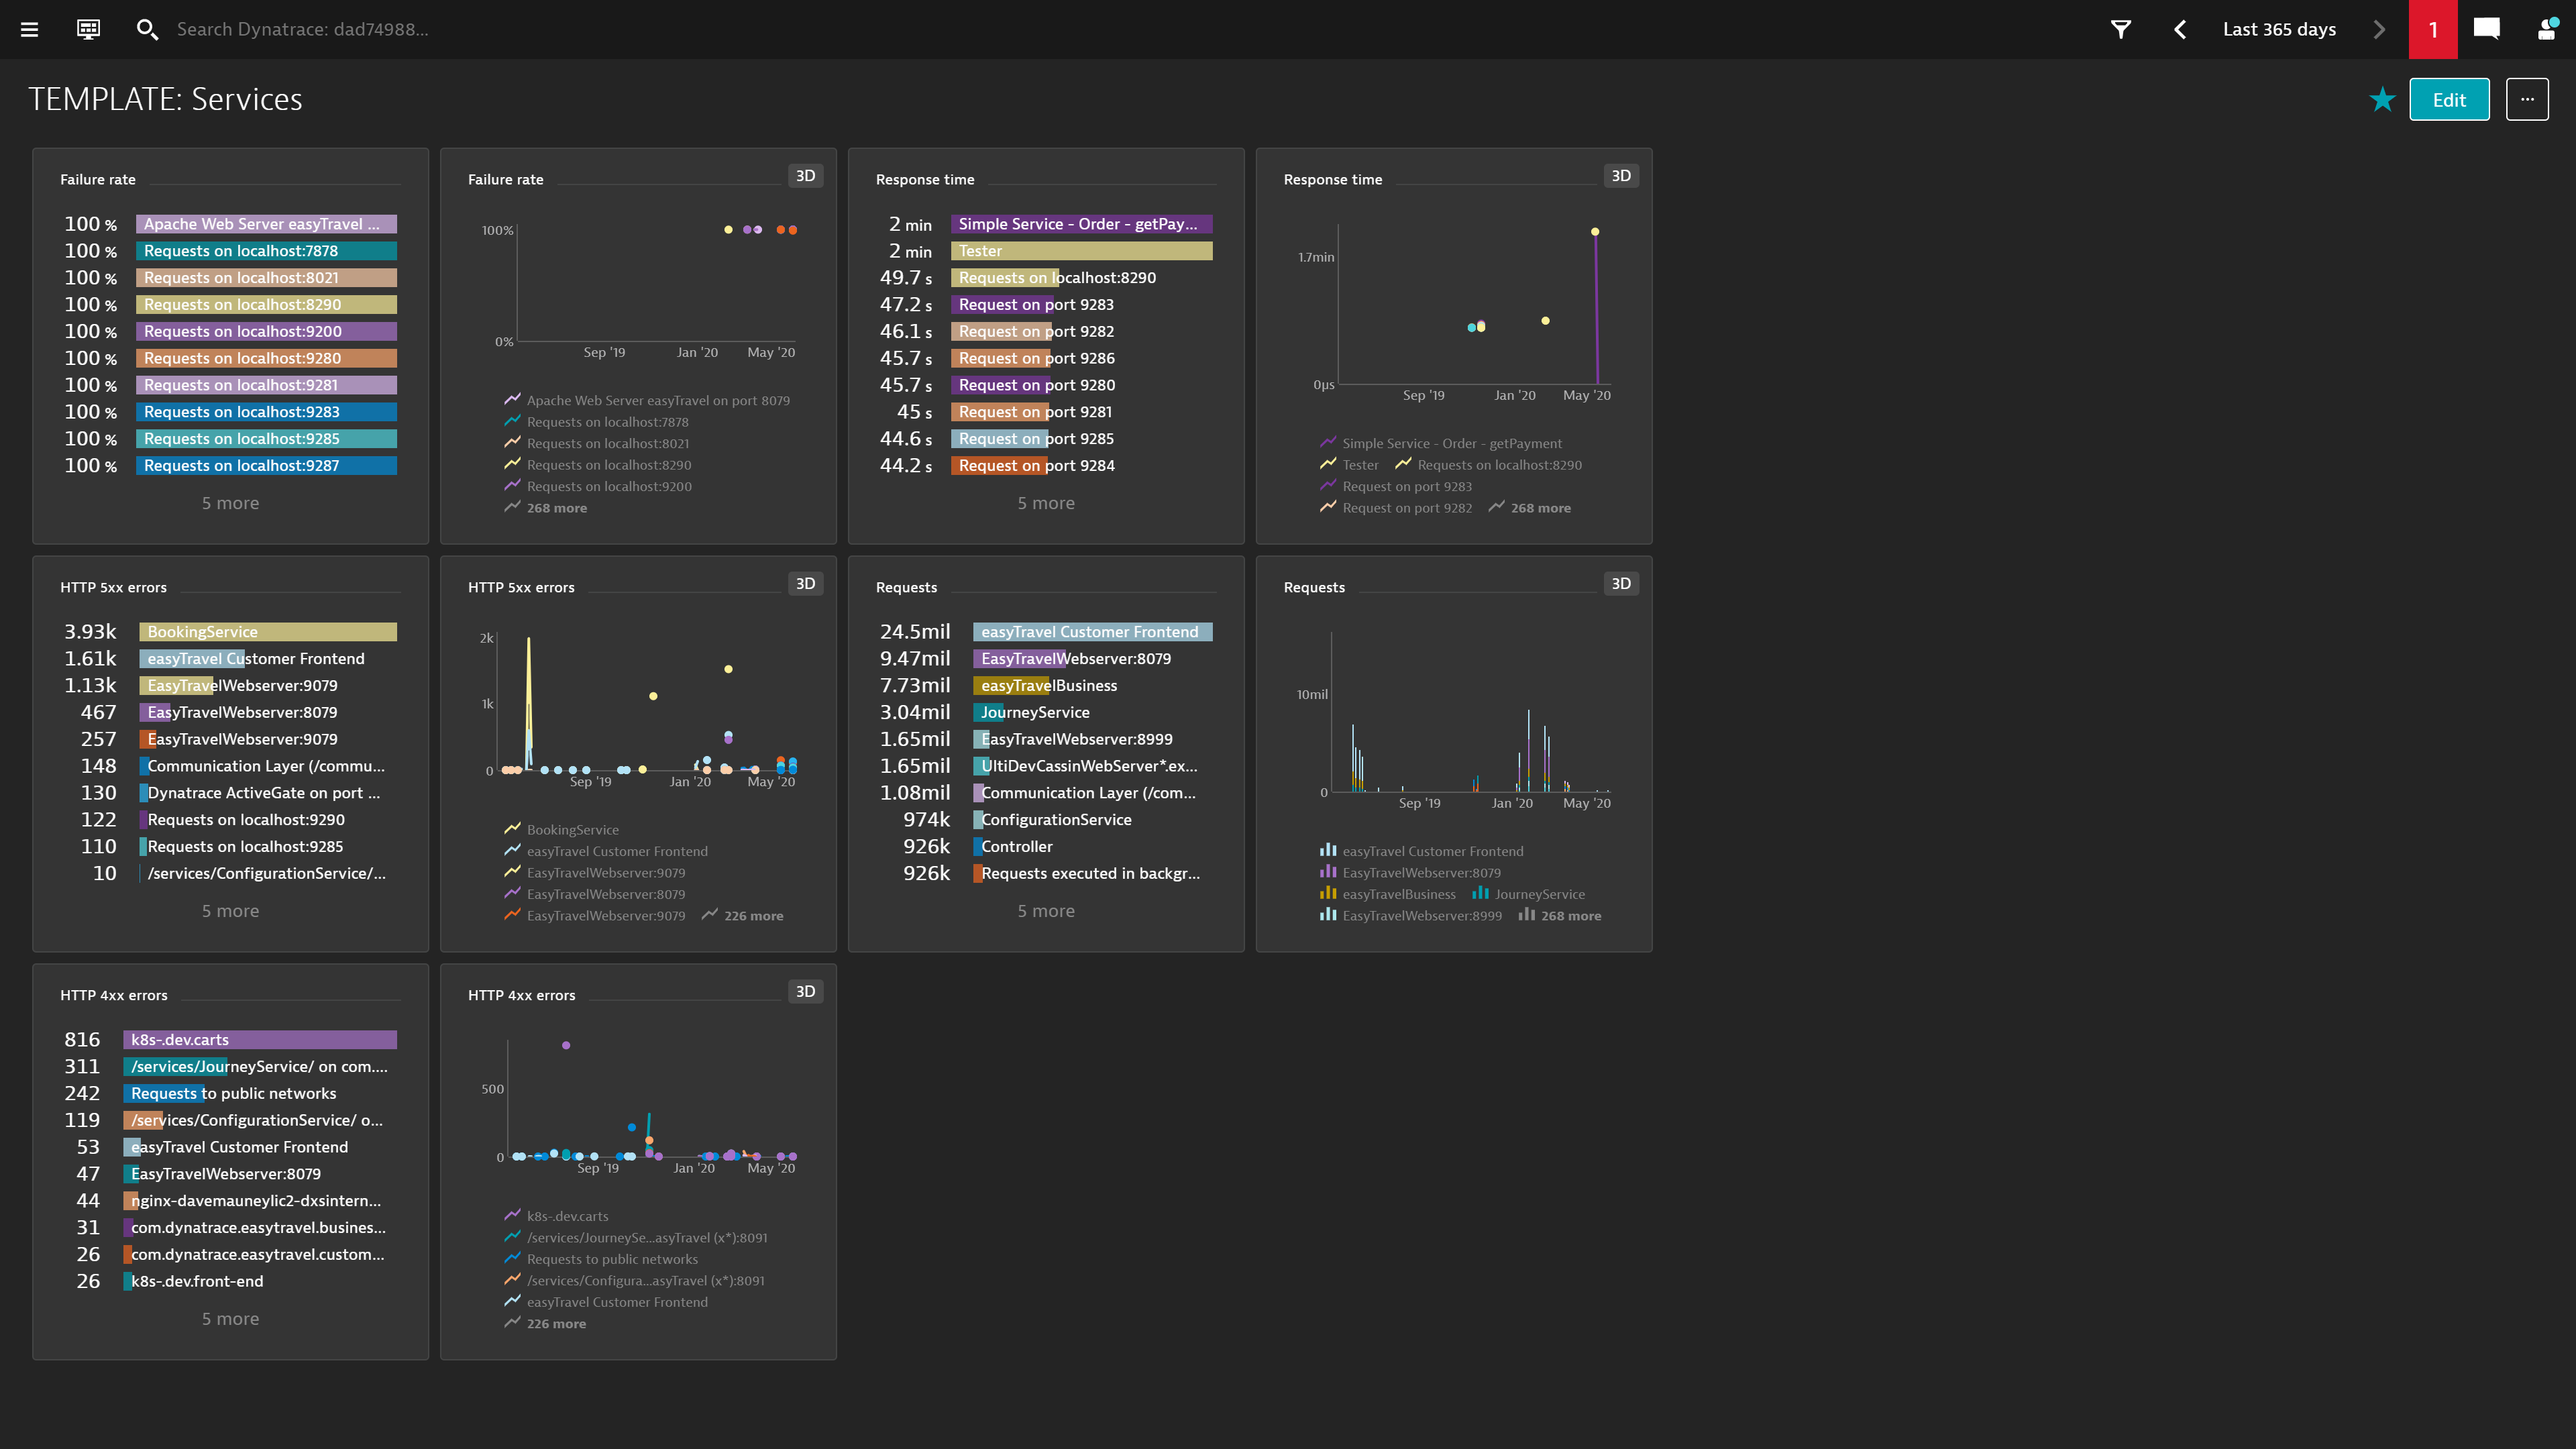 Search Dynatrace: dad74988...
Last 365 days
1
TEMPLATE: Services
Edit
...
Failure rate
100 % Apache Web Server easyTravel ...
100 % Requests on localhost:7878
100 % Requests on localhost:8021
100 % Requests on localhost:8290
100 % Requests on localhost:9200
100 % Requests on localhost:9280
100 % Requests on localhost:9281
100 % Requests on localhost:9283
100 % Requests on localhost:9285
100 % Requests on localhost:9287
5 more
Failure rate
3D
100%
0%
Sep '19 Jan '20 May '20
Apache Web Server easyTravel on port 8079
Requests on localhost:7878
Requests on localhost:8021
Requests on localhost:8290
Requests on localhost:9200
268 more
Response time
2 min Simple Service - Order - getPay...
2 min Tester
49.7 s Requests on localhost:8290
47.2 s Request on port 9283
46.1 s Request on port 9282
45.7 s Request on port 9286
45.7 s Request on port 9280
45 s Request on port 9281
44.6 s Request on port 9285
44.2 s Request on port 9284
5 more
Response time
3D
1.7min
0µs
Sep '19 Jan '20 May '20
Simple Service - Order - getPayment
Tester Requests on localhost:8290
Request on port 9283
Request on port 9282 268 more
HTTP 5xx errors
3.93k BookingService
1.61k easyTravel Customer Frontend
1.13k EasyTravelWebserver:9079
467 EasyTravelWebserver:8079
257 EasyTravelWebserver:9079
148 Communication Layer (/commu...
130 Dynatrace ActiveGate on port ...
122 Requests on localhost:9290
110 Requests on localhost:9285
10 /services/ConfigurationService/...
5 more
HTTP 5xx errors
3D
2k
1k
0
Sep '19 Jan '20 May '20
BookingService
easyTravel Customer Frontend
EasyTravelWebserver:9079
EasyTravelWebserver:8079
EasyTravelWebserver:9079 226 more
Requests
24.5mil easyTravel Customer Frontend
9.47mil EasyTravelWebserver:8079
7.73mil easyTravelBusiness
3.04mil JourneyService
1.65mil EasyTravelWebserver:8999
1.65mil UltiDevCassinWebServer*.ex...
1.08mil Communication Layer (/com...
974k ConfigurationService
926k Controller
926k Requests executed in backgr...
5 more
Requests
3D
10mil
0
Sep '19 Jan '20 May '20
easyTravel Customer Frontend
EasyTravelWebserver:8079
easyTravelBusiness JourneyService
EasyTravelWebserver:8999 268 more
HTTP 4xx errors
816 k8s-.dev.carts
311 /services/JourneyService/ on com....
242 Requests to public networks
119 /services/ConfigurationService/ o...
53 easyTravel Customer Frontend
47 EasyTravelWebserver:8079
44 nginx-davemauneylic2-dxsintern...
31 com.dynatrace.easytravel.busines...
26 com.dynatrace.easytravel.custom...
26 k8s-.dev.front-end
5 more
HTTP 4xx errors
3D
500
0
Sep '19 Jan '20 May '20
k8s-.dev.carts
/services/JourneySe...asyTravel (x*):8091
Requests to public networks
/services/Configura...asyTravel (x*):8091
easyTravel Customer Frontend
226 more